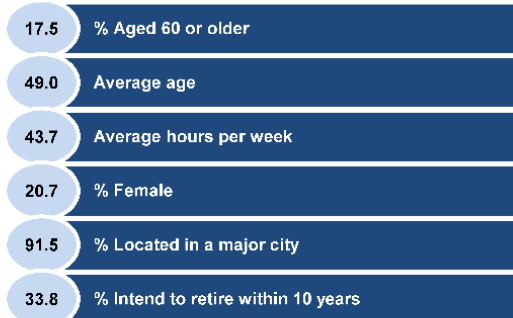 17.5 % Aged 60 or older
49.0 Average age
43.7 Average hours per week
20.7 % Female
91.5 % Located in a major city
33.8 % Intend to retire within 10 years